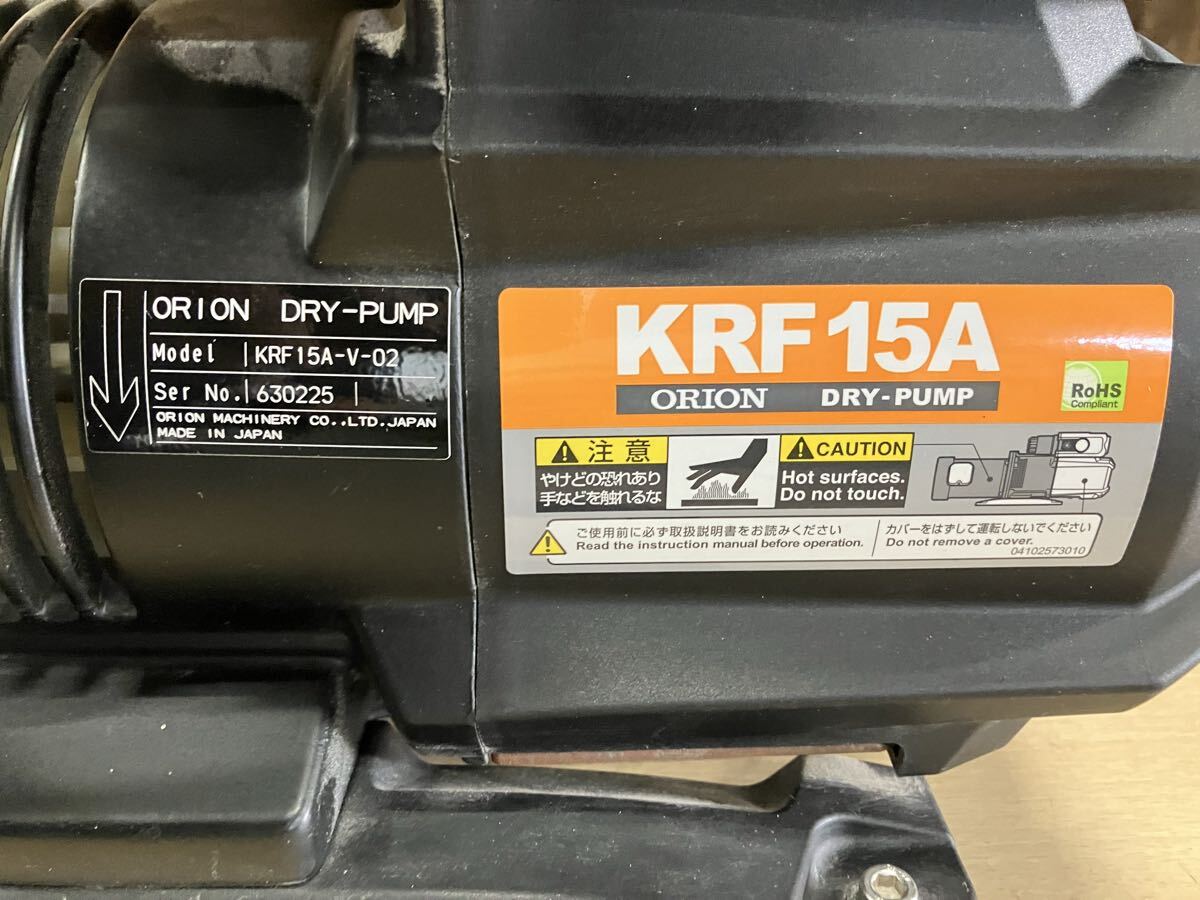 ORION DRY-PUMP
Model KRF15A-V-02
Ser No. 630225
ORION MACHINERY CO.,LTD.JAPAN
MADE IN JAPAN
KRF15A
ORION DRY-PUMP
RoHS
Compliant
注意
やけどの恐れあり
手などを触れるな
CAUTION
Hot surfaces.
Do not touch.
ご使用前に必ず取扱説明書をお読みください
Read the instruction manual before operation.
カバーをはずして運転しないでください
Do not remove a cover.
04102573010